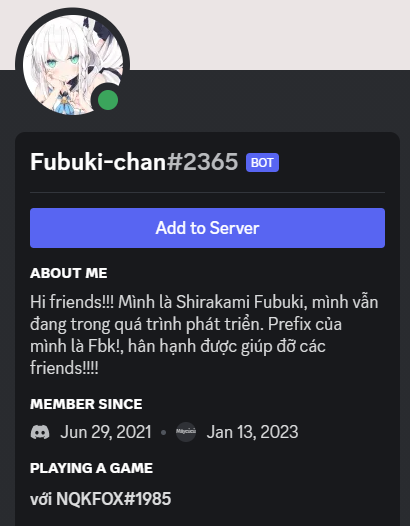 Fubuki-chan#2365 BOT
Add to Server
ABOUT ME
Hi friends!!! Mình là Shirakami Fubuki, mình vẫn
đang trong quá trình phát triển. Prefix của
mình là Fbk!, hân hạnh được giúp đỡ các
friends!!!!
MEMBER SINCE
Jun 29, 2021 • Jan 13, 2023
PLAYING A GAME
với NQKFOX#1985